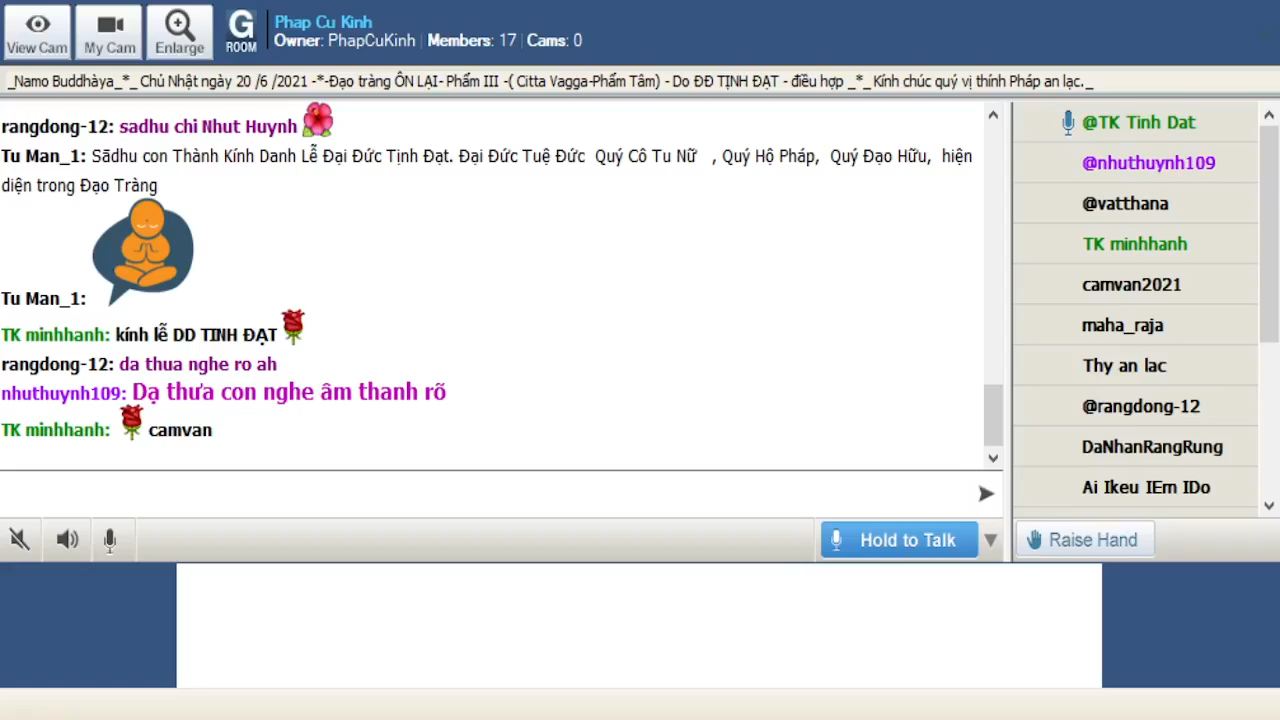 View Cam
My Cam
Enlarge
G
ROOM
Phap Cu Kinh
Owner: PhapCuKinh | Members: 17 | Cams: 0
_Namo Buddhàya_*_ Chủ Nhật ngày 20 /6 /2021 -*-Đạo tràng ÔN LẠI- Phẩm III -( Citta Vagga-Phẩm Tâm) - Do ĐĐ TỊNH ĐẠT - điều hợp _*_ Kính chúc quý vị thính Pháp an lạc._
rangdong-12: sadhu chi Nhut Huynh
Tu Man_1: Sādhu con Thành Kính Danh Lễ Đại Đức Tịnh Đạt. Đại Đức Tuệ Đức Quý Cô Tu Nữ , Quý Hộ Pháp, Quý Đạo Hữu, hiện
diện trong Đạo Tràng
Tu Man_1:
TK minhhanh: kính lễ DD TINH ĐẠT
rangdong-12: da thua nghe ro ah
nhuthuynh109: Dạ thưa con nghe âm thanh rõ
TK minhhanh: camvan
@TK Tinh Dat
@nhuthuynh109
@vatthana
TK minhhanh
camvan2021
maha_raja
Thy an lac
@rangdong-12
DaNhanRangRung
Ai Ikeu IEm IDo
Hold to Talk
Raise Hand